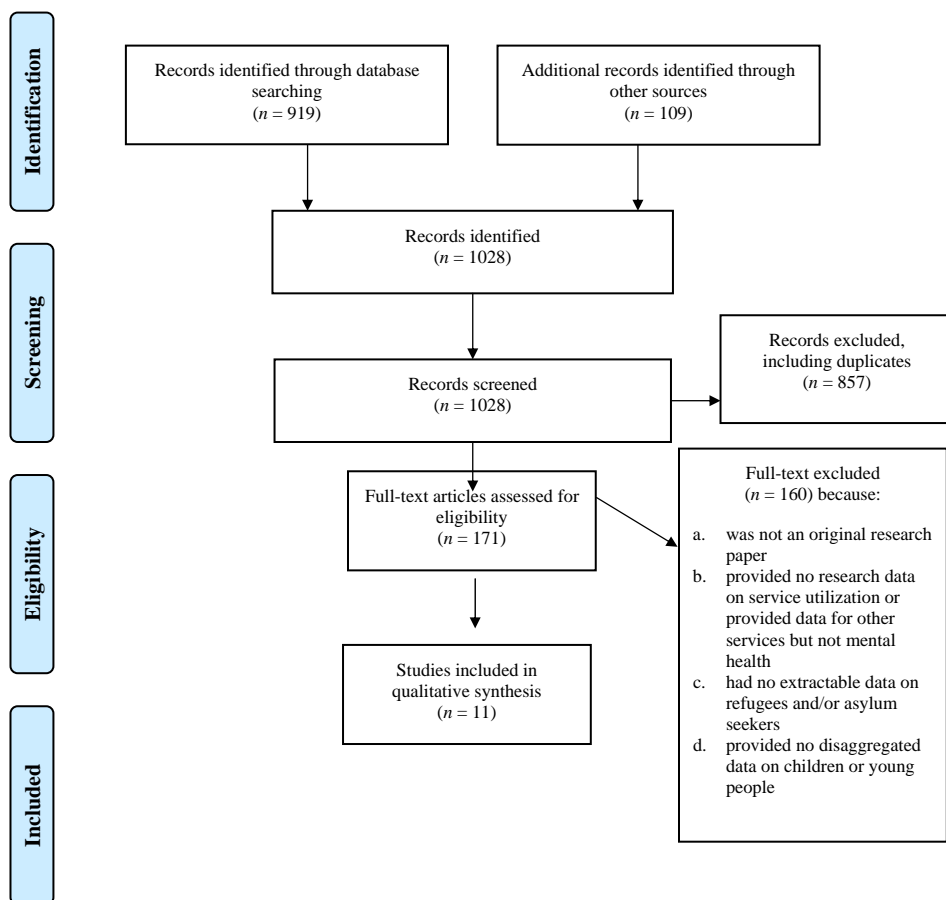 Identification
Records identified through database
searching
(n = 919)
Additional records identified through
other sources
(n = 109)
Records identified
(n = 1028)
Screening
Records screened
(n = 1028)
Records excluded,
including duplicates
(n = 857)
Eligibility
Full-text articles assessed for
eligibility
(n = 171)
Full-text excluded
(n = 160) because:
a. was not an original research
paper
b. provided no research data
on service utilization or
provided data for other
services but not mental
health
c. had no extractable data on
refugees and/or asylum
seekers
d. provided no disaggregated
data on children or young
people
Studies included in
qualitative synthesis
(n = 11)
Included